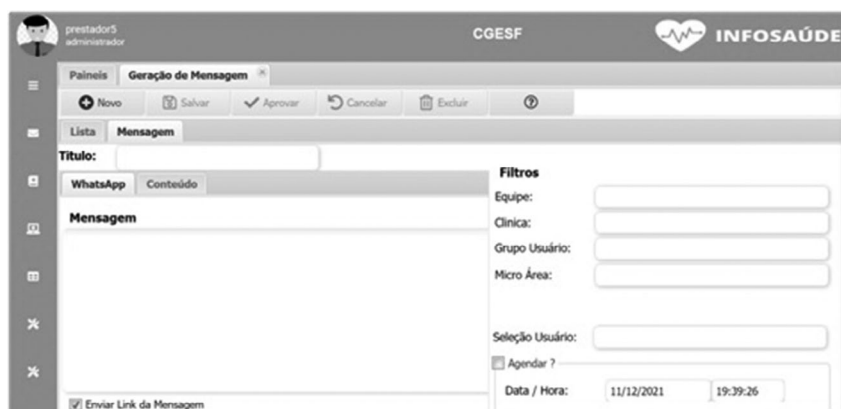 prestador5
administrador
CGESF
INFOSAÚDE
Paineis Geração de Mensagem
Novo Salvar Aprovar Cancelar Excluir
Lista Mensagem
Titulo:
WhatsApp Conteúdo
Mensagem
Enviar Link da Mensagem
Filtros
Equipe:
Clinica:
Grupo Usuário:
Micro Área:
Seleção Usuário:
Agendar ?
Data / Hora: 11/12/2021 19:39:26